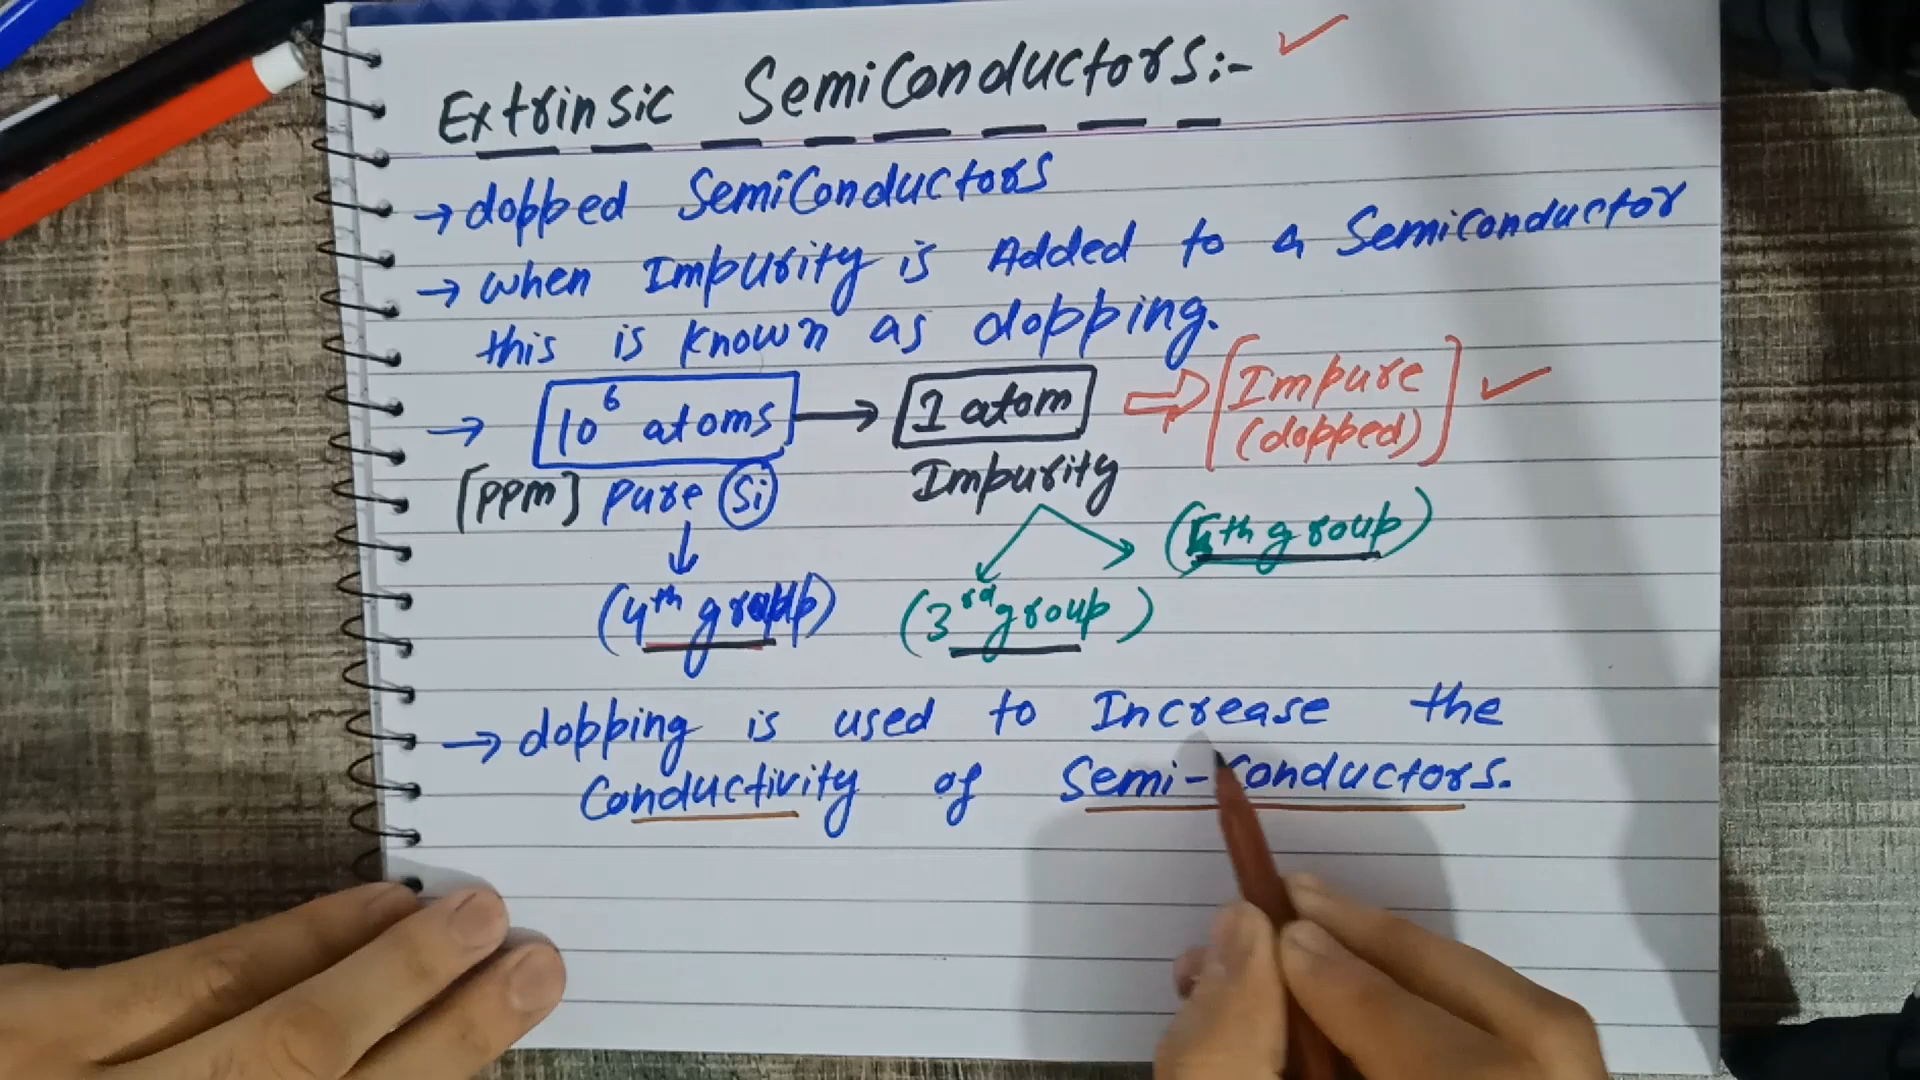 Extrinsic SemiConductors:-
→ dopped SemiConductors
→ when Impurity is Added to a Semiconductor
this is known as dopping.
→ 10⁶ atoms → 1 atom ⇒ [Impure
(dopped)]
[PPm] pure Si Impurity
(5th group)
(4th group) (3rd group)
→ dopping is used to Increase the
Conductivity of Semi-Conductors.